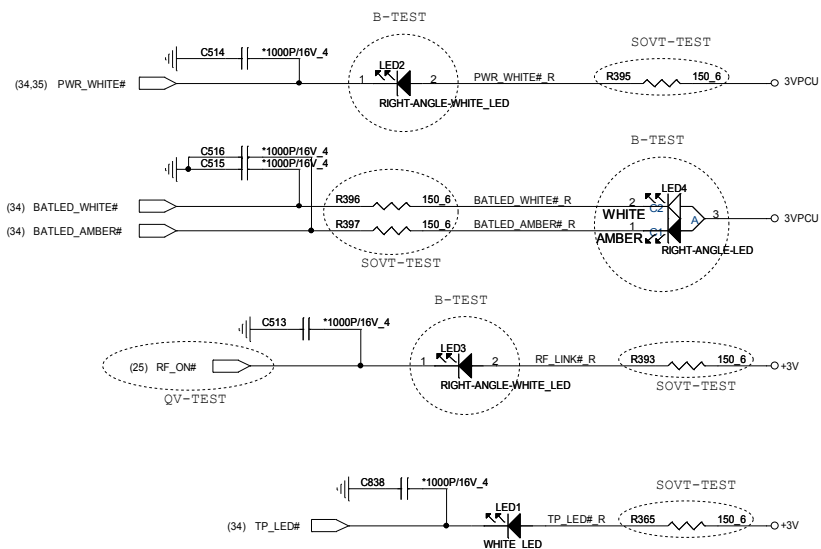 B-TEST
C514 *1000P/16V_4
LED2
SOVT-TEST
(34,35) PWR_WHITE# 1 2 PWR_WHITE#_R R395 150_6 3VPCU
RIGHT-ANGLE-WHITE_LED
B-TEST
C516 *1000P/16V_4
C515 *1000P/16V_4
LED4
(34) BATLED_WHITE# R396 150_6 BATLED_WHITE#_R 2 C2
WHITE A 3 3VPCU
(34) BATLED_AMBER# R397 150_6 BATLED_AMBER#_R 1 C1
AMBER
RIGHT-ANGLE-LED
SOVT-TEST
B-TEST
C513 *1000P/16V_4
LED3
(25) RF_ON# 1 2 RF_LINK#_R R393 150_6 +3V
RIGHT-ANGLE-WHITE_LED
SOVT-TEST
QV-TEST
C838 *1000P/16V_4
SOVT-TEST
LED1
(34) TP_LED# TP_LED#_R R365 150_6 +3V
WHITE_LED